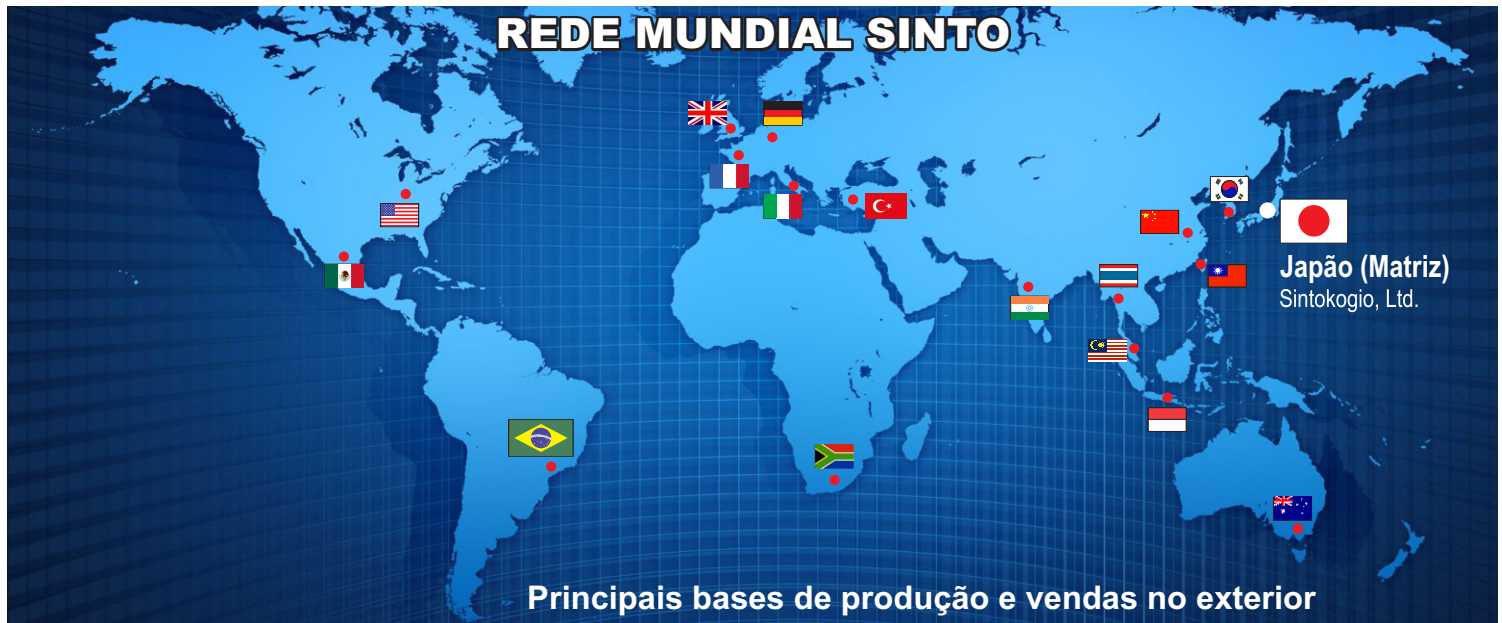 REDE MUNDIAL SINTO
Japão (Matriz)
Sintokogio, Ltd.
Principais bases de produção e vendas no exterior